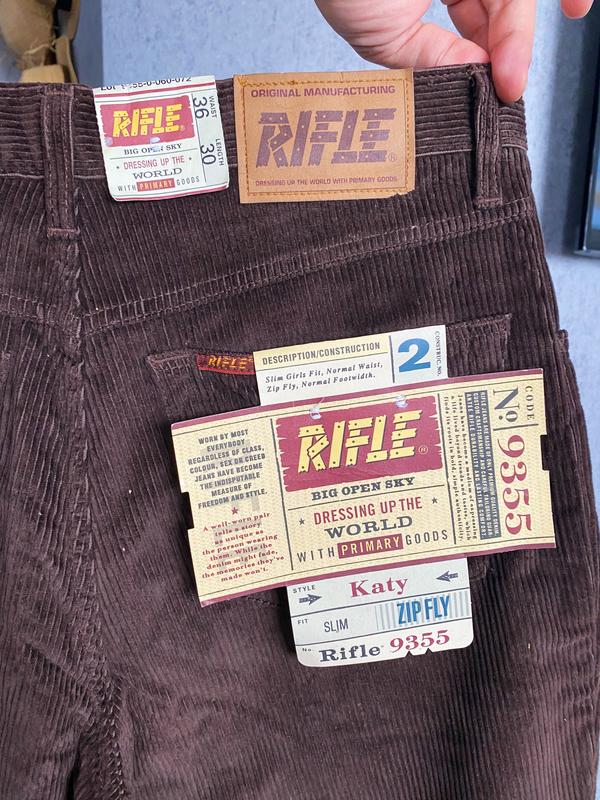 RIFLE®
BIG OPEN SKY
DRESSING UP THE
WORLD
WITH PRIMARY GOODS
WAIST
36
LENGTH
30
ORIGINAL MANUFACTURING
RIFLE®
DRESSING UP THE WORLD WITH PRIMARY GOODS
RIFLE
DESCRIPTION/CONSTRUCTION
Slim Girls Fit, Normal Waist,
Zip Fly, Normal Footwidth.
2
CONSTRUC. NO.
WORN BY MOST
EVERYBODY
REGARDLESS OF CLASS,
COLOUR, SEX OR CREED
JEANS HAVE BECOME
THE INDISPUTABLE
MEASURE OF
FREEDOM AND STYLE.
A well-worn pair
tells a story
as unique as
the person wearing
them. While the
denim might fade,
the memories they've
made won't.
RIFLE®
BIG OPEN SKY
DRESSING UP THE
WORLD
WITH PRIMARY GOODS
CODE
No 9355
STYLE
Katy
FIT
SLIM
ZIP FLY
No. Rifle 9355